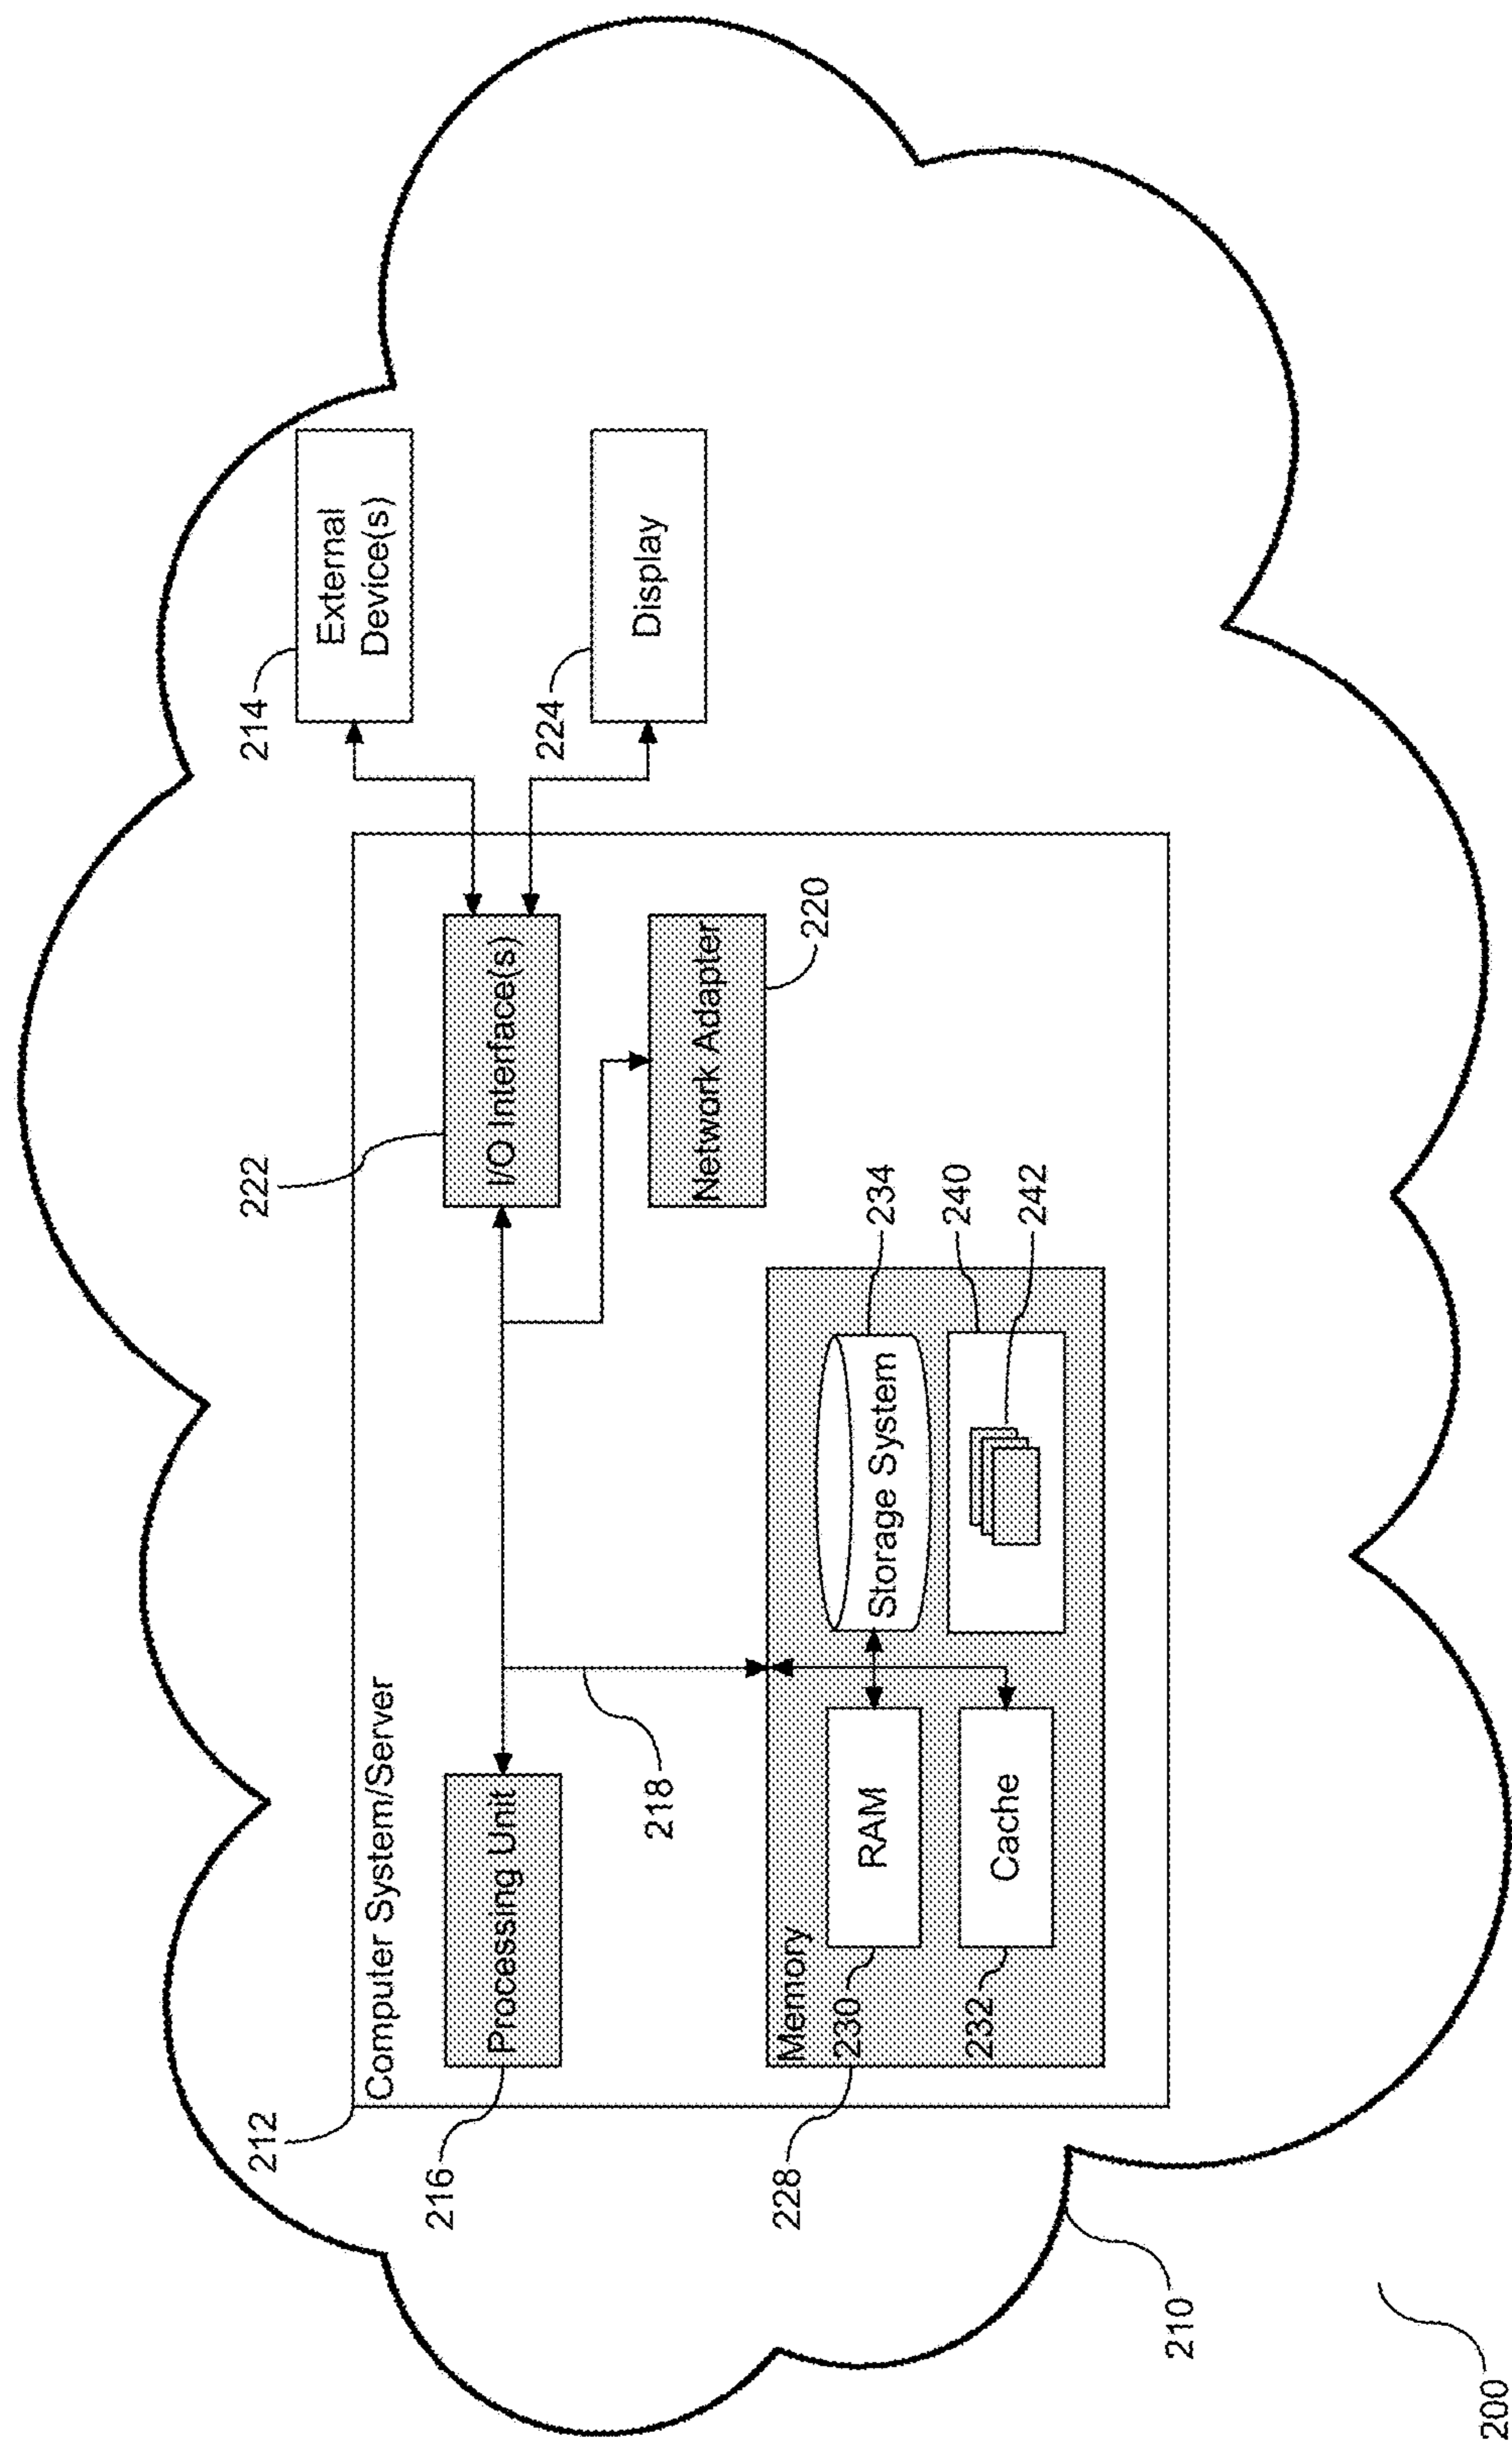 200
210
212
Computer System/Server
216
Processing Unit
218
222
I/O Interface(s)
214
External
Device(s)
224
Display
Network Adapter
220
228
Memory
230
RAM
232
Cache
Storage System
234
240
242